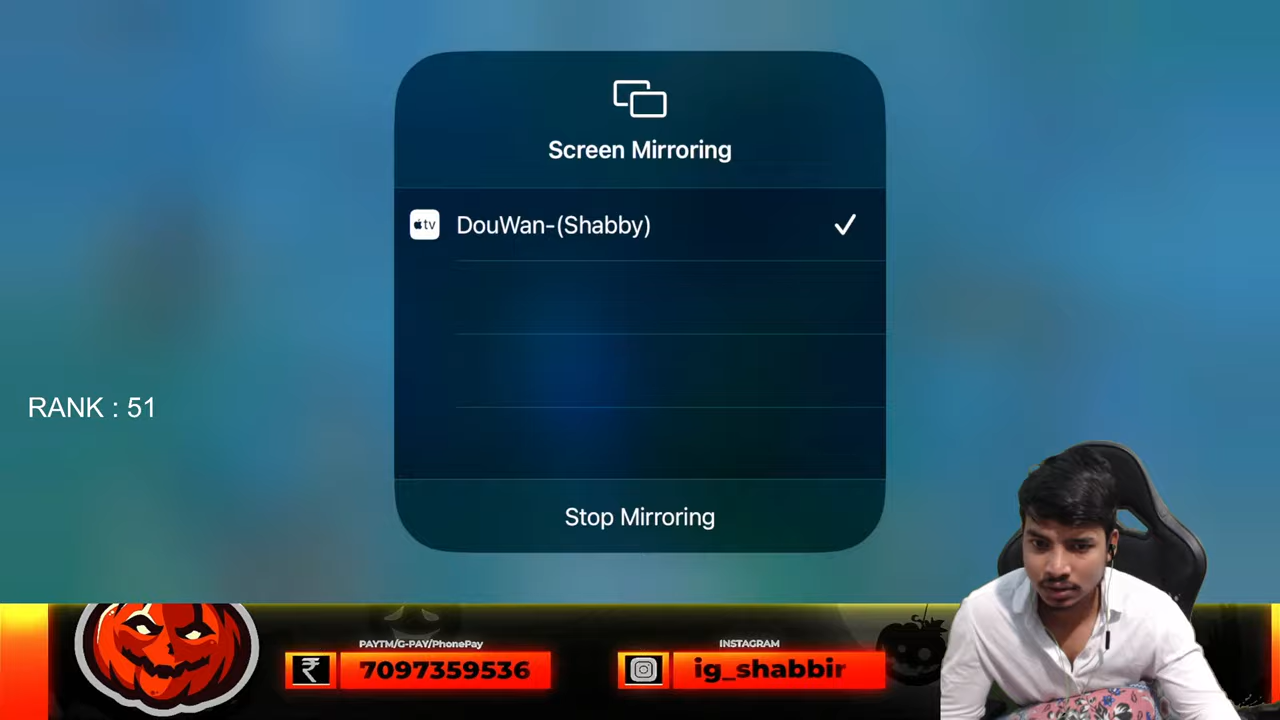 Screen Mirroring
tv
DouWan-(Shabby)
RANK : 51
Stop Mirroring
PAYTM/G-PAY/PhonePay
7097359536
INSTAGRAM
ig_shabbir